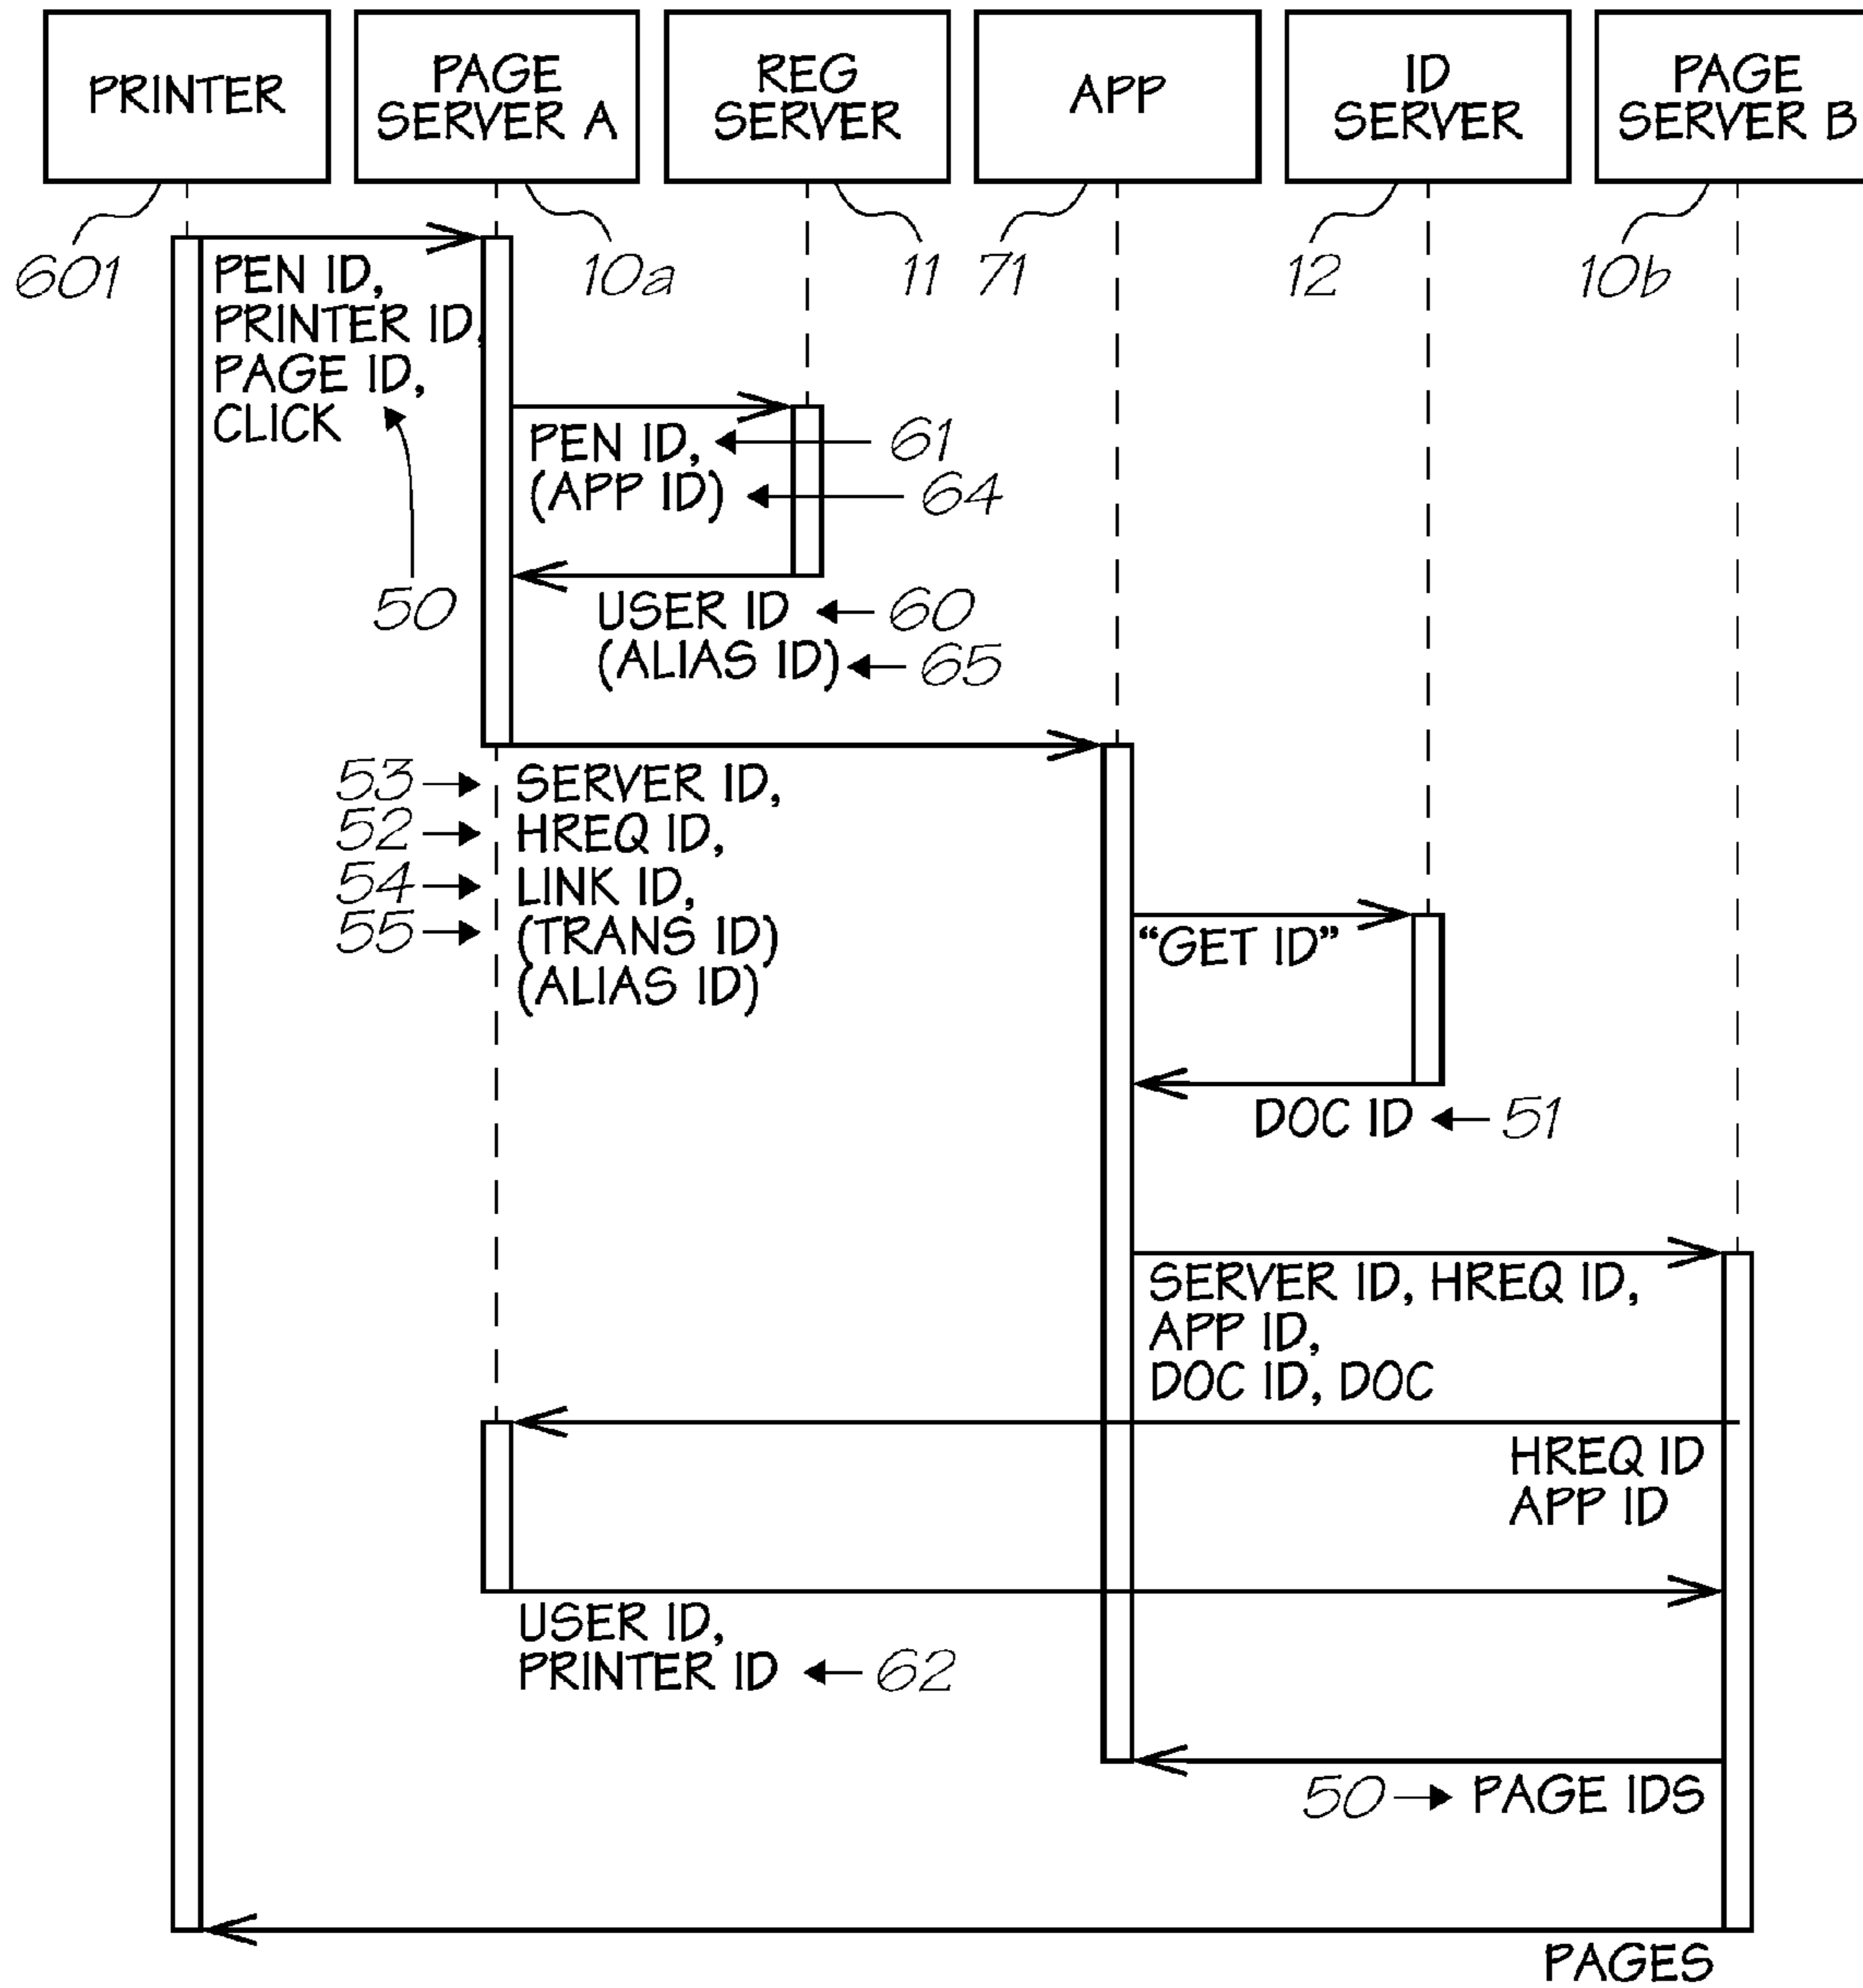 PRINTER
PAGE
SERVER A
REG
SERVER
APP
ID
SERVER
PAGE
SERVER B
601
10a
11
71
12
10b
PEN ID,
PRINTER ID,
PAGE ID,
CLICK
50
PEN ID,
(APP ID)
61
64
USER ID
(ALIAS ID)
60
65
53
52
54
55
SERVER ID,
HREQ ID,
LINK ID,
(TRANS ID)
(ALIAS ID)
“GET ID”
DOC ID
51
SERVER ID, HREQ ID,
APP ID,
DOC ID, DOC
HREQ ID
APP ID
USER ID,
PRINTER ID
62
50
PAGE IDS
PAGES